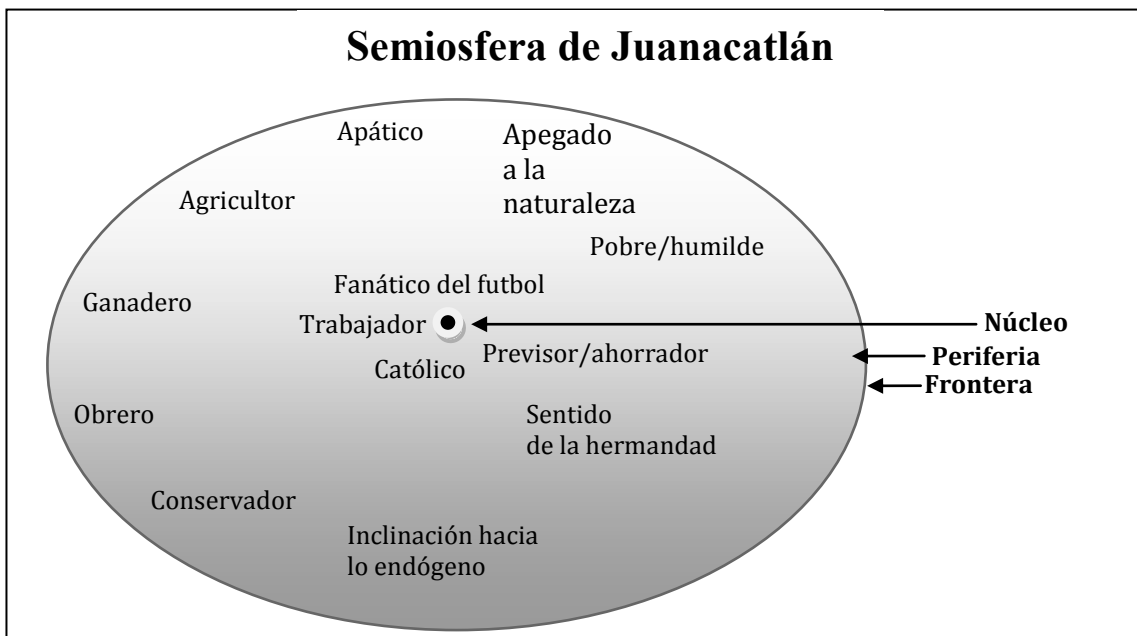 Semiosfera de Juanacatlán
Apático
Apegado
a la
naturaleza
Agricultor
Pobre/humilde
Fanático del futbol
Ganadero
Trabajador
Núcleo
Previsor/ahorrador
Periferia
Católico
Frontera
Obrero
Sentido
de la hermandad
Conservador
Inclinación hacia
lo endógeno